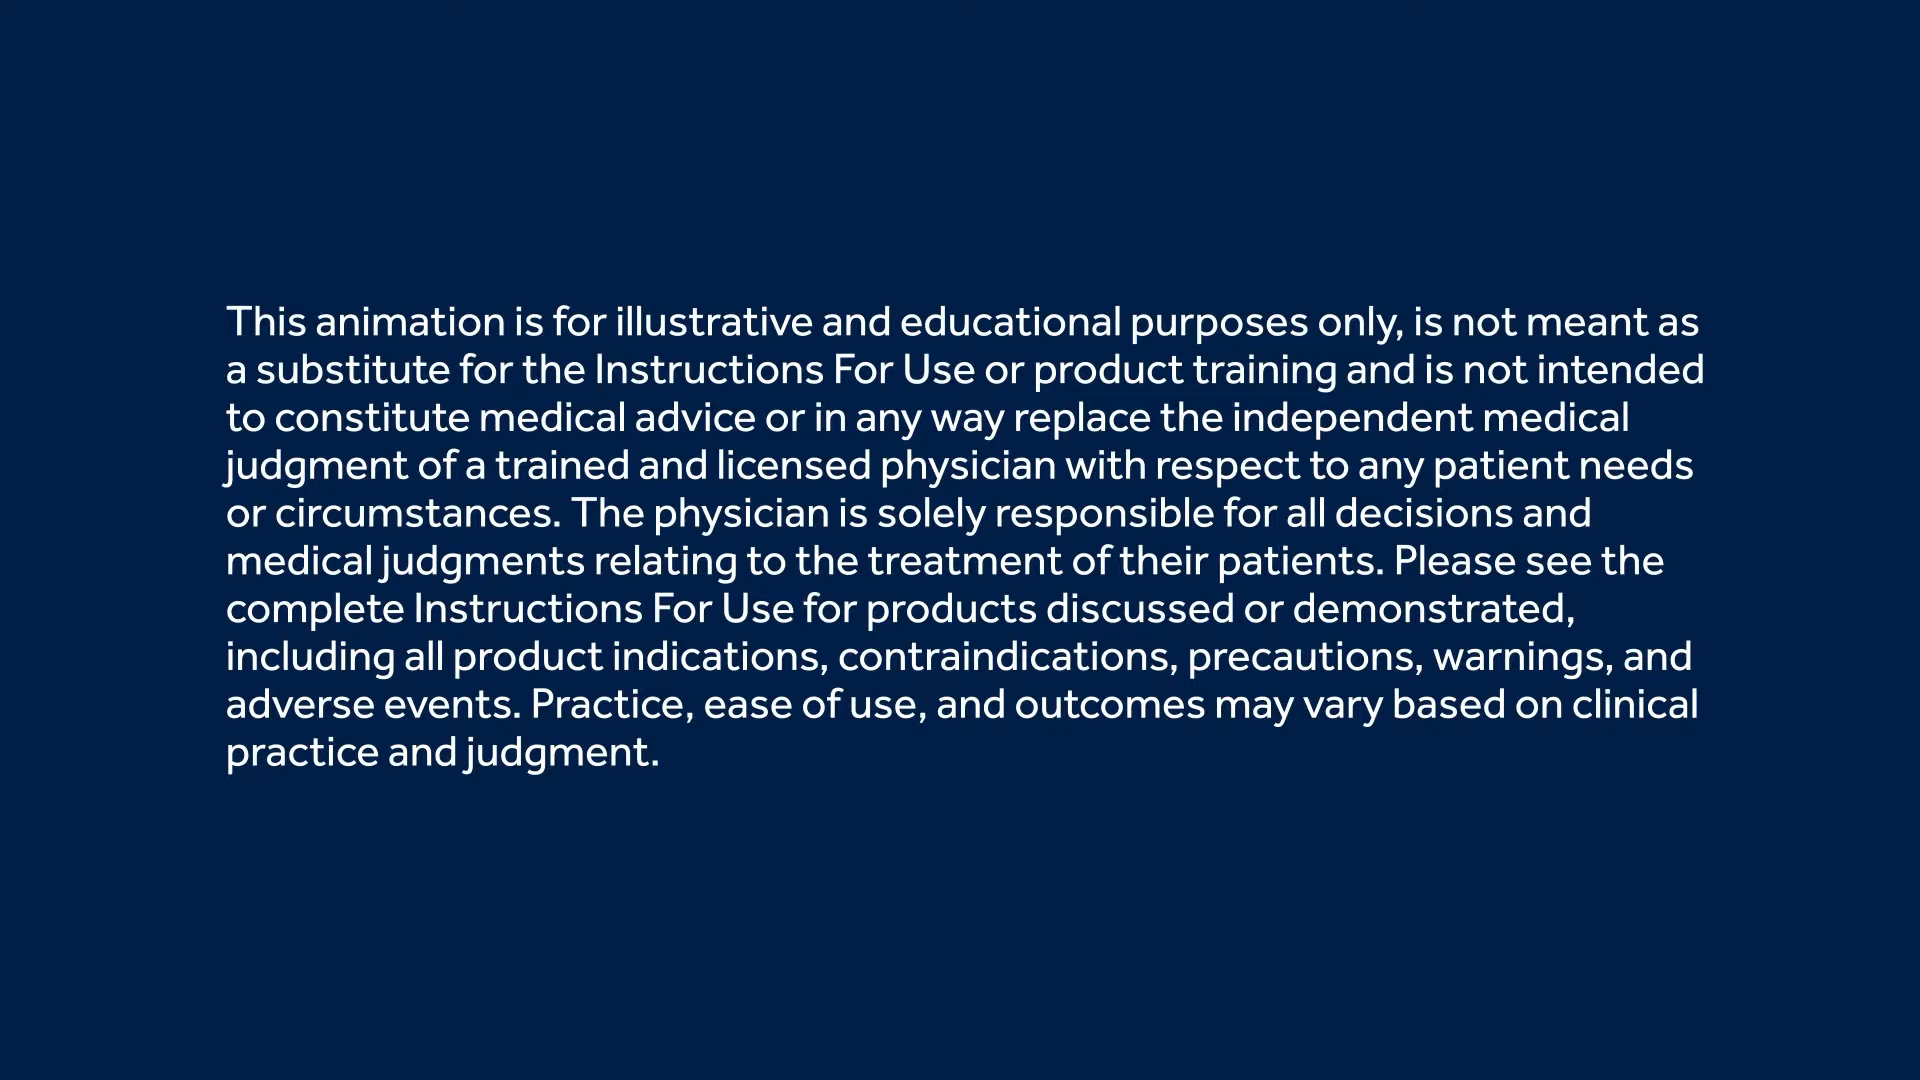 This animation is for illustrative and educational purposes only, is not meant as
a substitute for the Instructions For Use or product training and is not intended
to constitute medical advice or in any way replace the independent medical
judgment of a trained and licensed physician with respect to any patient needs
or circumstances. The physician is solely responsible for all decisions and
medical judgments relating to the treatment of their patients. Please see the
complete Instructions For Use for products discussed or demonstrated,
including all product indications, contraindications, precautions, warnings, and
adverse events. Practice, ease of use, and outcomes may vary based on clinical
practice and judgment.